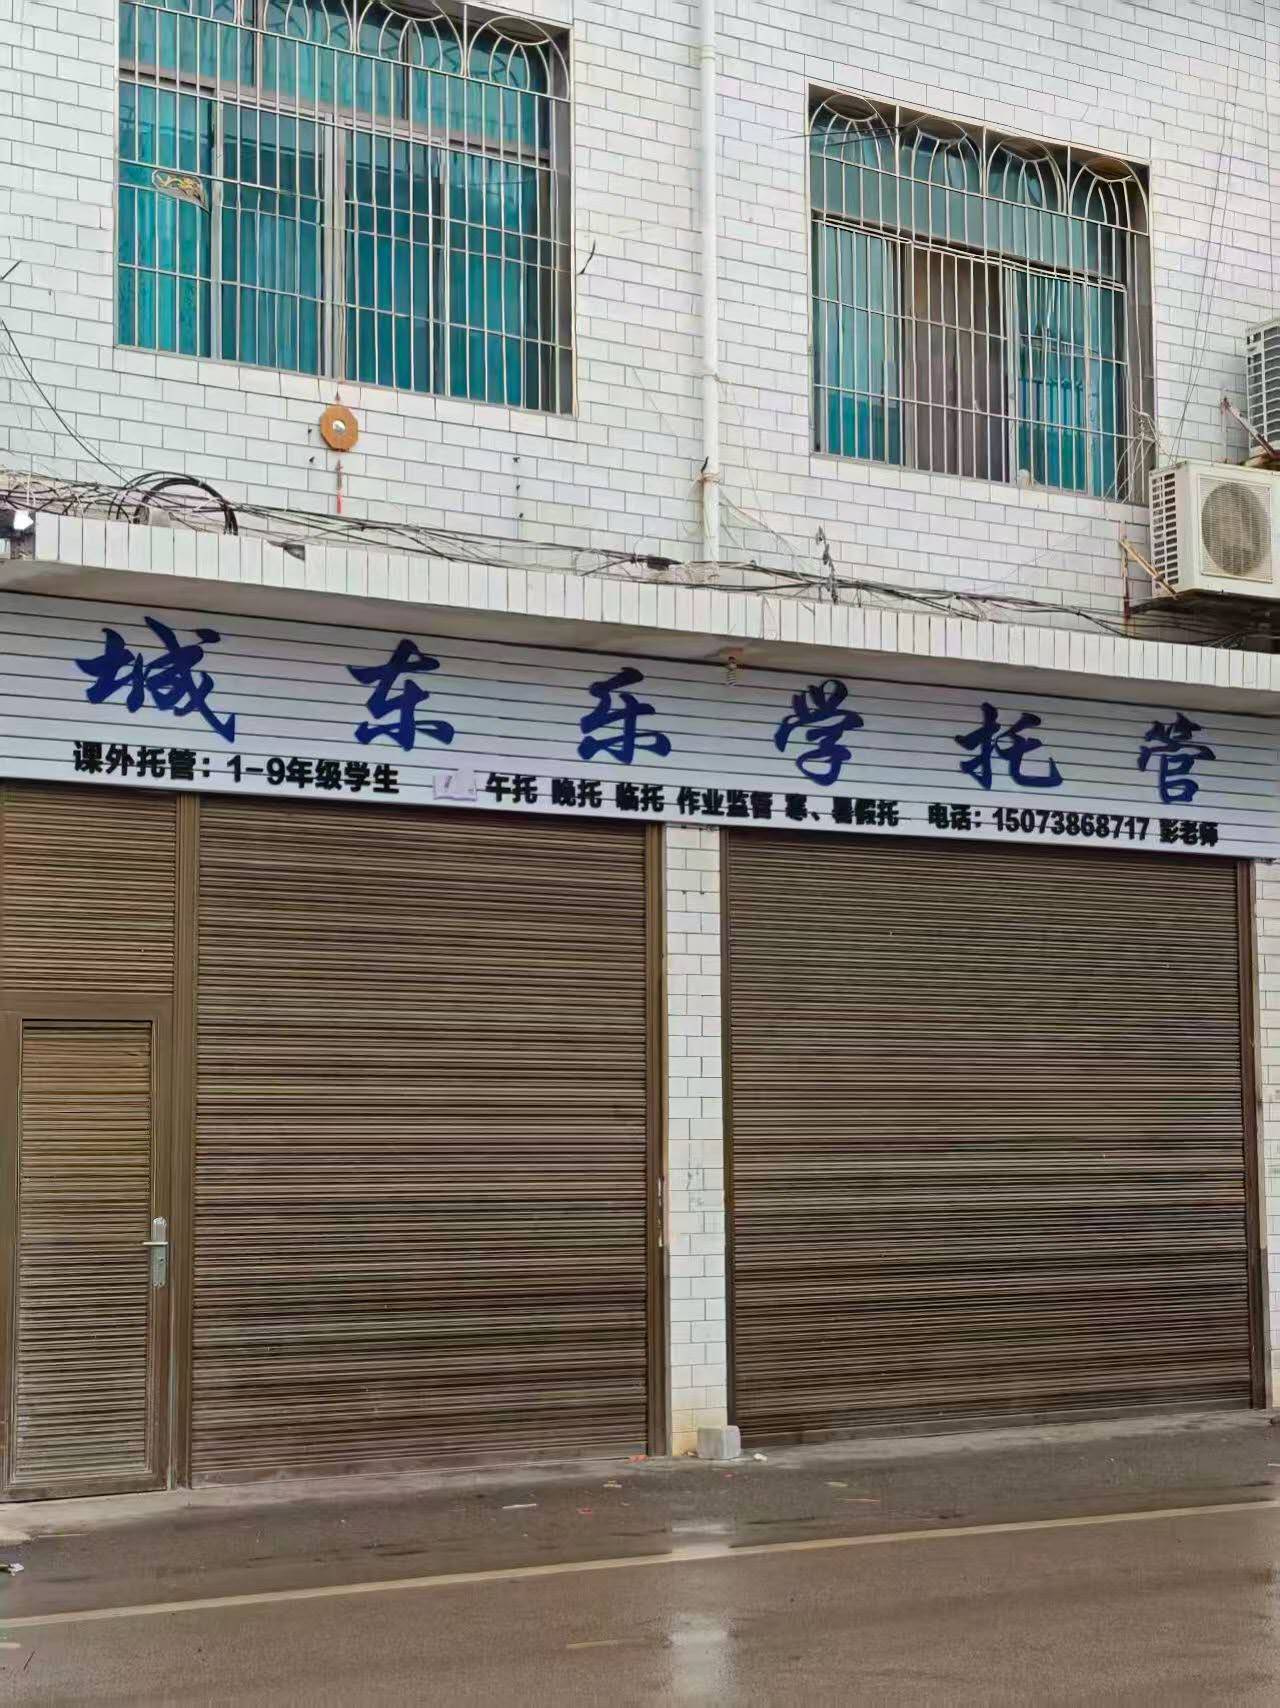 城东乐学托管
课外托管：1-9年级学生 午托 晚托 临托 作业监管 寒、暑假托 电话：15073868717 彭老师